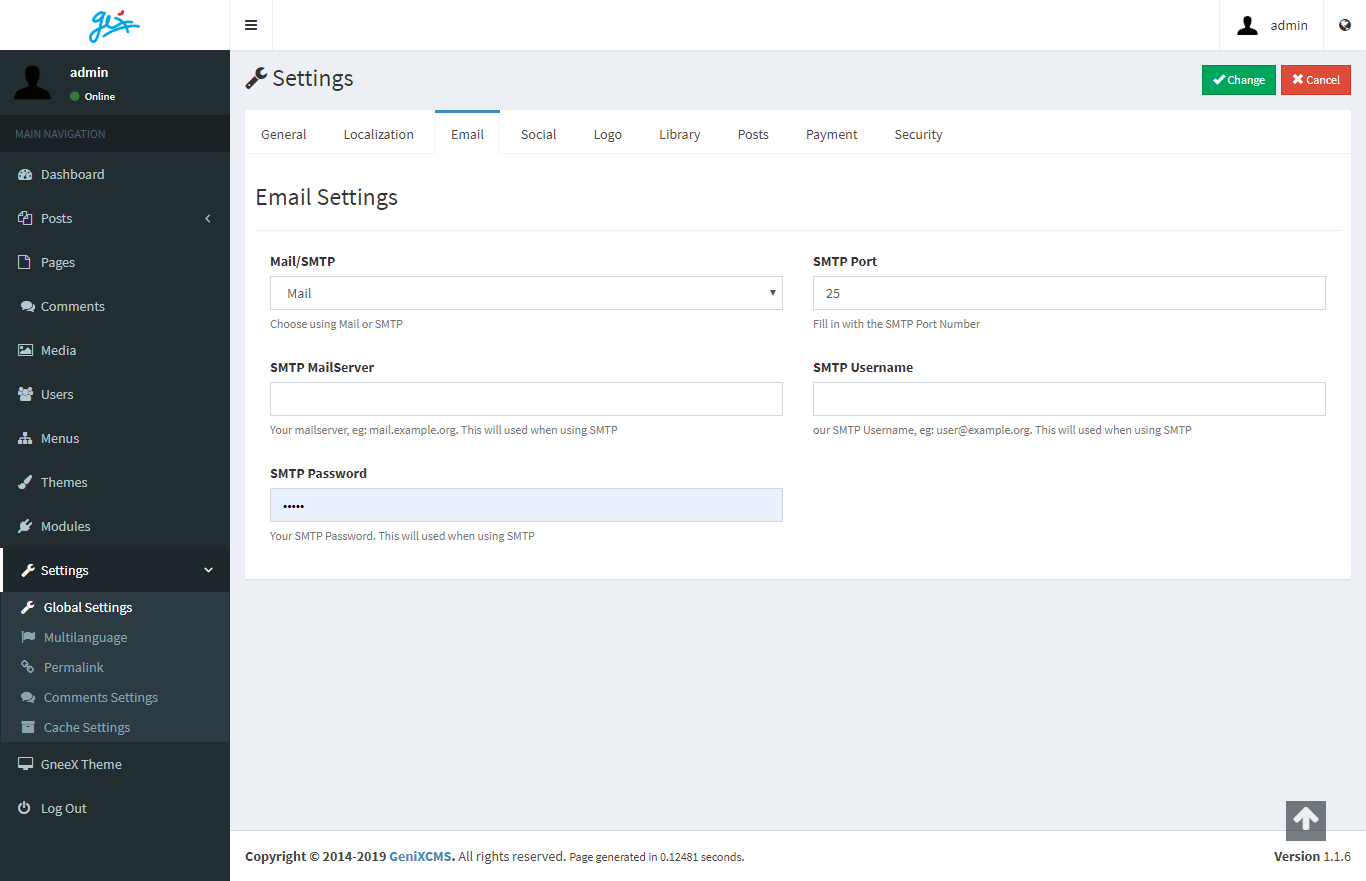 gix
admin
admin
Online
MAIN NAVIGATION
Dashboard
Posts
Pages
Comments
Media
Users
Menus
Themes
Modules
Settings
Global Settings
Multilanguage
Permalink
Comments Settings
Cache Settings
GneeX Theme
Log Out
Settings
Change Cancel
General Localization Email Social Logo Library Posts Payment Security
Email Settings
Mail/SMTP
Mail
Choose using Mail or SMTP
SMTP Port
25
Fill in with the SMTP Port Number
SMTP MailServer
Your mailserver, eg: mail.example.org. This will used when using SMTP
SMTP Username
our SMTP Username, eg: user@example.org. This will used when using SMTP
SMTP Password
•••••
Your SMTP Password. This will used when using SMTP
Copyright © 2014-2019 GeniXCMS. All rights reserved. Page generated in 0.12481 seconds.
Version 1.1.6